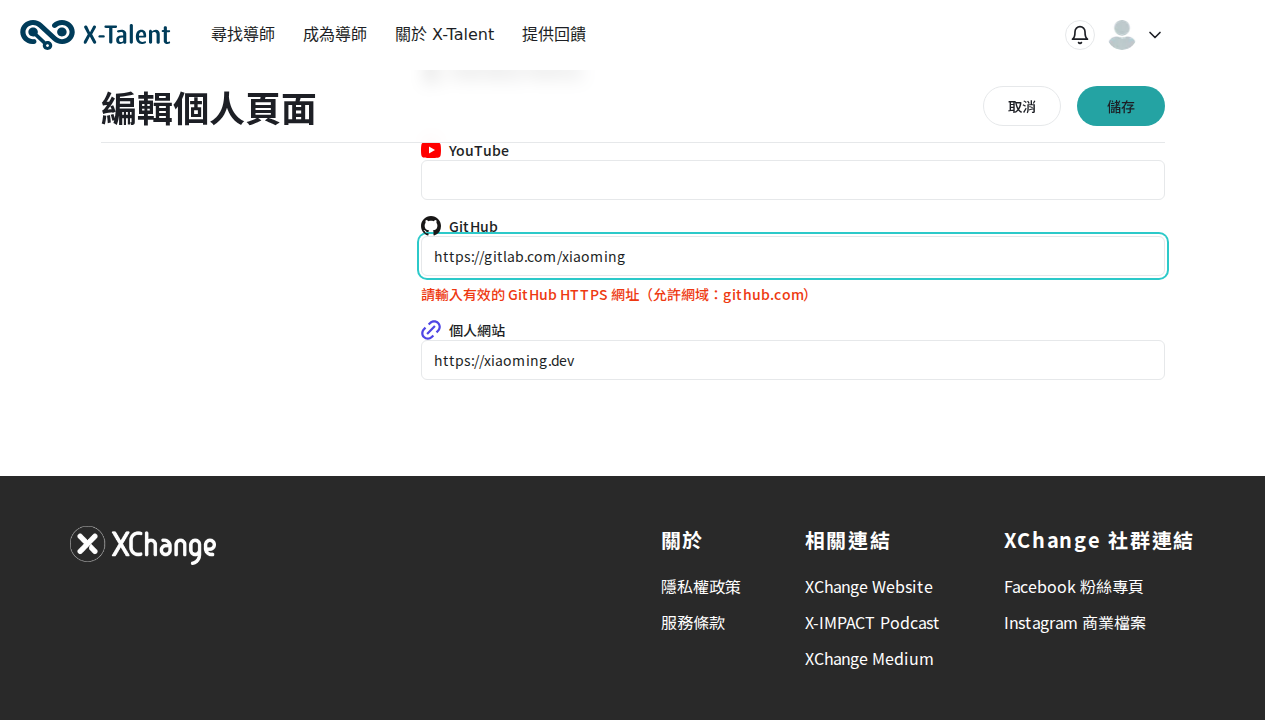 X-Talent
尋找導師
成為導師
關於 X-Talent
提供回饋
編輯個人頁面
取消
儲存
YouTube
GitHub
https://gitlab.com/xiaoming
請輸入有效的 GitHub HTTPS 網址（允許網域：github.com）
個人網站
https://xiaoming.dev
XChange
關於
隱私權政策
服務條款
相關連結
XChange Website
X-IMPACT Podcast
XChange Medium
XChange 社群連結
Facebook 粉絲專頁
Instagram 商業檔案